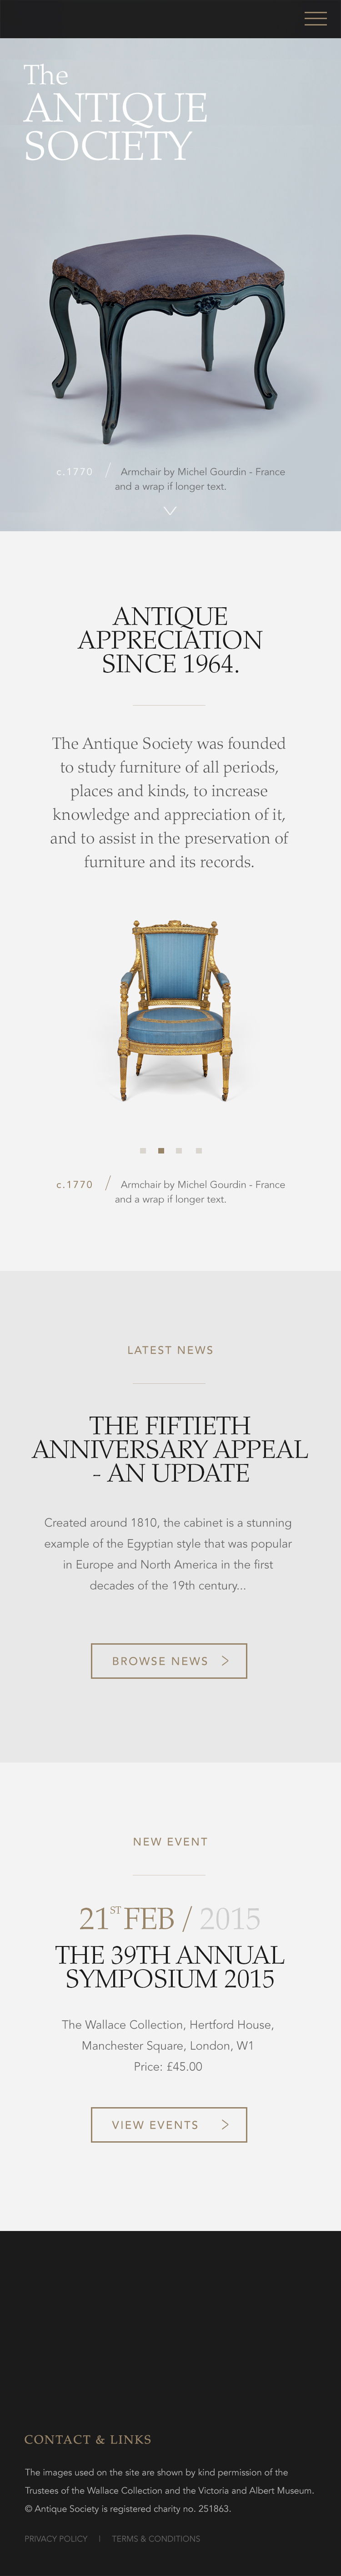 The
ANTIQUE
SOCIETY
c.1770 / Armchair by Michel Gourdin - France
and a wrap if longer text.
ANTIQUE
APPRECIATION
SINCE 1964.
The Antique Society was founded
to study furniture of all periods,
places and kinds, to increase
knowledge and appreciation of it,
and to assist in the preservation of
furniture and its records.
c.1770 / Armchair by Michel Gourdin - France
and a wrap if longer text.
LATEST NEWS
THE FIFTIETH
ANNIVERSARY APPEAL
- AN UPDATE
Created around 1810, the cabinet is a stunning
example of the Egyptian style that was popular
in Europe and North America in the first
decades of the 19th century...
BROWSE NEWS >
NEW EVENT
21ST FEB / 2015
THE 39TH ANNUAL
SYMPOSIUM 2015
The Wallace Collection, Hertford House,
Manchester Square, London, W1
Price: £45.00
VIEW EVENTS >
CONTACT & LINKS
The images used on the site are shown by kind permission of the
Trustees of the Wallace Collection and the Victoria and Albert Museum.
© Antique Society is registered charity no. 251863.
PRIVACY POLICY | TERMS & CONDITIONS